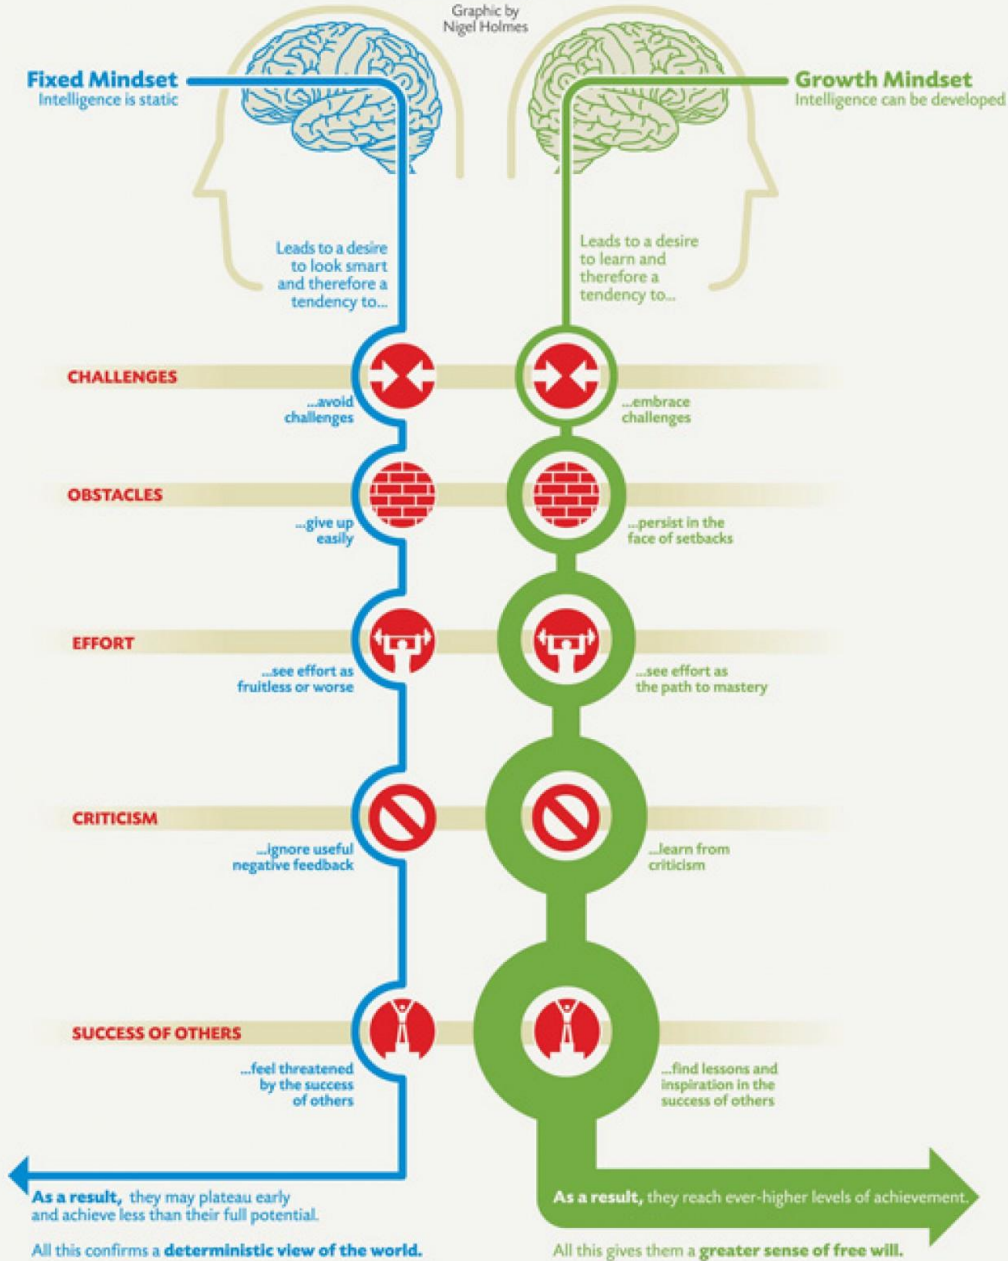 Graphic by
Nigel Holmes
Fixed Mindset
Intelligence is static
Growth Mindset
Intelligence can be developed
Leads to a desire
to look smart
and therefore a
tendency to...
Leads to a desire
to learn and
therefore a
tendency to...
CHALLENGES
...avoid
challenges
...embrace
challenges
OBSTACLES
...give up
easily
...persist in the
face of setbacks
EFFORT
...see effort as
fruitless or worse
...see effort as
the path to mastery
CRITICISM
...ignore useful
negative feedback
...learn from
criticism
SUCCESS OF OTHERS
...feel threatened
by the success
of others
...find lessons and
inspiration in the
success of others
As a result, they may plateau early
and achieve less than their full potential.
All this confirms a deterministic view of the world.
As a result, they reach ever-higher levels of achievement.
All this gives them a greater sense of free will.